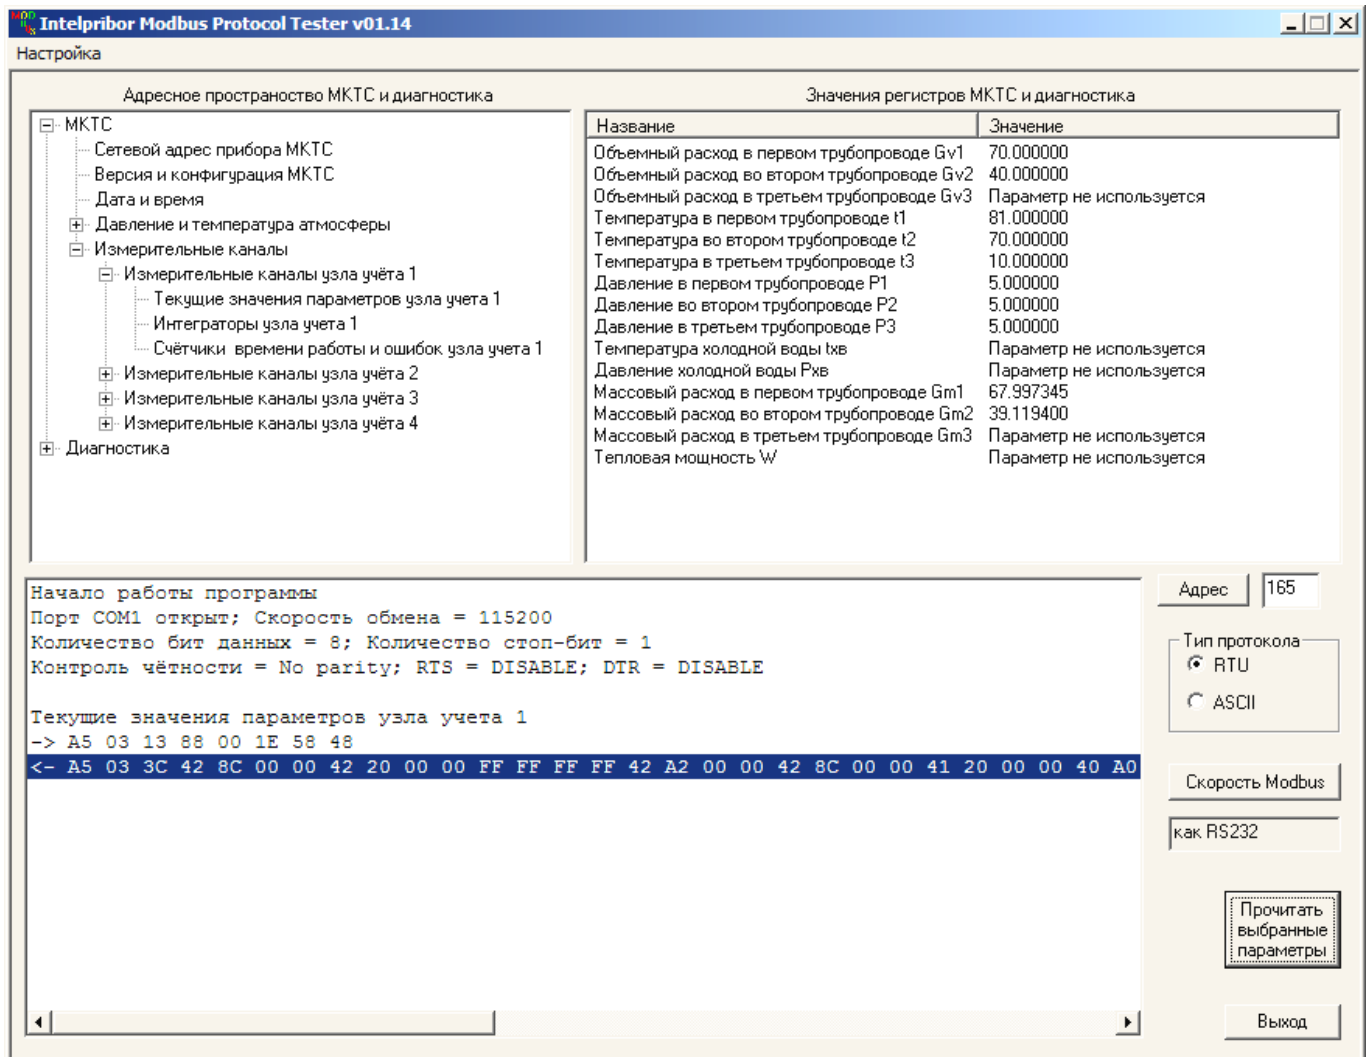 Intelpribor Modbus Protocol Tester v01.14
Настройка
Адресное простраңоство МКТС и диагностика
МКТС
Сетевой адрес прибора МКТС
Версия и конфигурация МКТС
Дата и время
Давление и температура атмосферы
Измерительные каналы
Измерительные каналы узла учёта 1
Текущие значения параметров узла учета 1
Интеграторы узла учета 1
Счётчики  времени работы и ошибок узла учета 1
Измерительные каналы узла учёта 2
Измерительные каналы узла учёта 3
Измерительные каналы узла учёта 4
Диагностика
Значения регистров МКТС и диагностика
Название Значение
Объемный расход в первом трубопроводе Gv1 70.000000
Объемный расход во втором трубопроводе Gv2 40.000000
Объемный расход в третьем трубопроводе Gv3 Параметр не используется
Температура в первом трубопроводе t1 81.000000
Температура во втором трубопроводе t2 70.000000
Температура в третьем трубопроводе t3 10.000000
Давление в первом трубопроводе P1 5.000000
Давление во втором трубопроводе P2 5.000000
Давление в третьем трубопроводе P3 5.000000
Температура холодной воды tхв Параметр не используется
Давление холодной воды Pхв Параметр не используется
Массовый расход в первом трубопроводе Gm1 67.997345
Массовый расход во втором трубопроводе Gm2 39.119400
Массовый расход в третьем трубопроводе Gm3 Параметр не используется
Тепловая мощность W Параметр не используется
Начало работы программы
Порт COM1 открыт; Скорость обмена = 115200
Количество бит данных = 8; Количество стоп-бит = 1
Контроль чётности = No parity; RTS = DISABLE; DTR = DISABLE
Текущие значения параметров узла учета 1
-> A5 03 13 88 00 1E 58 48
<- A5 03 3C 42 8C 00 00 42 20 00 00 FF FF FF FF 42 A2 00 00 42 8C 00 00 41 20 00 00 40 A0
Адрес 165
Тип протокола
RTU
ASCII
Скорость Modbus
как RS232
Прочитать
выбранные
параметры
Выход